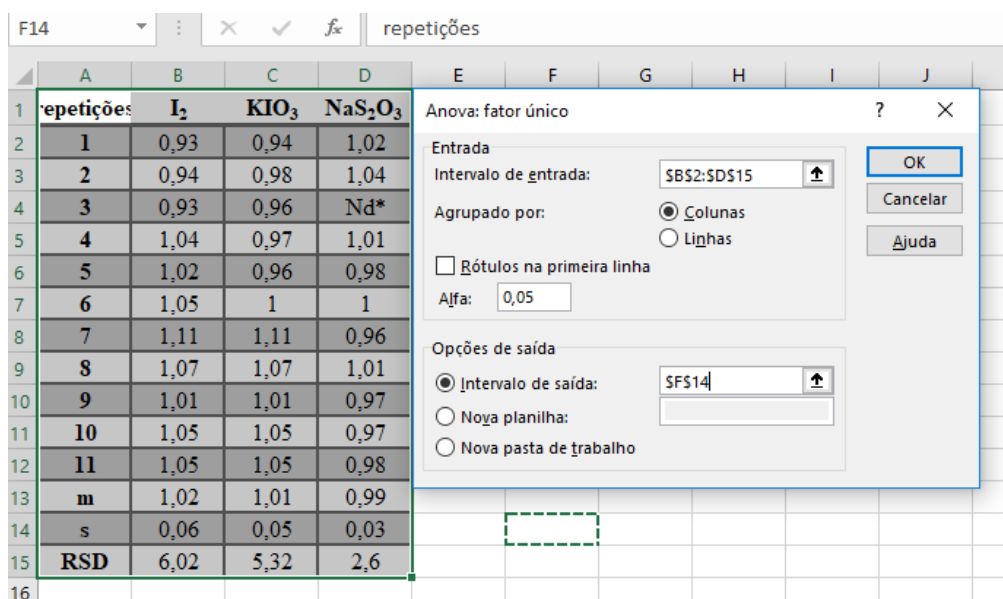 F14 fx repetições
A B C D E F G H I J
1 repetições I₂ KIO₃ NaS₂O₃
2 1 0,93 0,94 1,02
3 2 0,94 0,98 1,04
4 3 0,93 0,96 Nd*
5 4 1,04 0,97 1,01
6 5 1,02 0,96 0,98
7 6 1,05 1 1
8 7 1,11 1,11 0,96
9 8 1,07 1,07 1,01
10 9 1,01 1,01 0,97
11 10 1,05 1,05 0,97
12 11 1,05 1,05 0,98
13 m 1,02 1,01 0,99
14 s 0,06 0,05 0,03
15 RSD 6,02 5,32 2,6
16
Anova: fator único ?
Entrada
Intervalo de entrada: $B$2:$D$15
Agrupado por: Colunas
Linhas
Rótulos na primeira linha
Alfa: 0,05
Opções de saída
Intervalo de saída: $F$14
Nova planilha:
Nova pasta de trabalho
OK
Cancelar
Ajuda